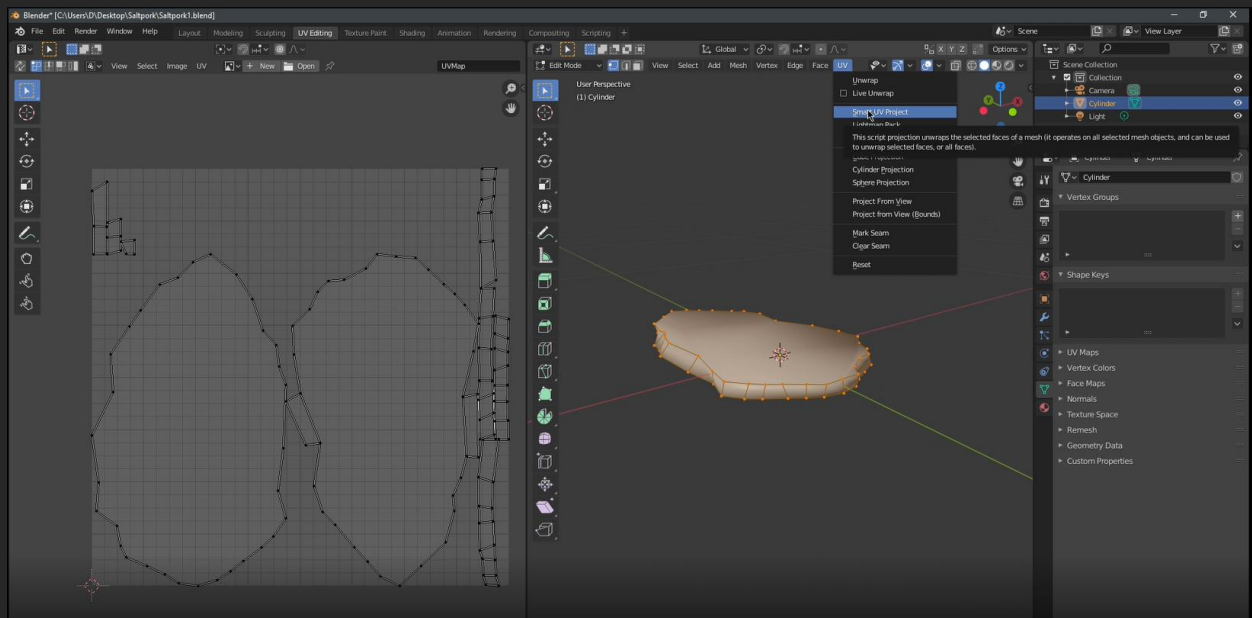 Blender* [C:\Users\D\Desktop\Saltpork\Saltpork1.blend]
File Edit Render Window Help Layout Modeling Sculpting UV Editing Texture Paint Shading Animation Rendering Compositing Scripting +
Scene View Layer
Global X Y Z Options
View Select Image UV + New Open UVMap
Edit Mode View Select Add Mesh Vertex Edge Face UV
User Perspective
(1) Cylinder
Unwrap
Live Unwrap
Smart UV Project
Lightmap Pack
This script projection unwraps the selected faces of a mesh (it operates on all selected mesh objects, and can be used
to unwrap selected faces, or all faces).
Cylinder Projection
Sphere Projection
Project From View
Project from View (Bounds)
Mark Seam
Clear Seam
Reset
Z
X
Scene Collection
Collection
Camera
Cylinder
Light
Cylinder
Vertex Groups
Shape Keys
UV Maps
Vertex Colors
Face Maps
Normals
Texture Space
Remesh
Geometry Data
Custom Properties